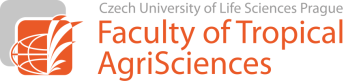 Czech University of Life Sciences Prague
Faculty of Tropical
AgriSciences